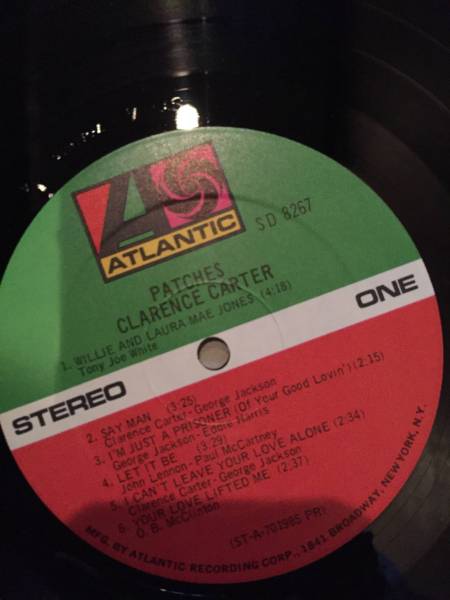 ATLANTIC
SD 8267
PATCHES
CLARENCE CARTER
1. WILLIE AND LAURA MAE JONES (4:18)
Tony Joe White
STEREO
ONE
2. SAY MAN (3:25)
Clarence Carter-George Jackson
3. I'M JUST A PRISONER (Of Your Good Lovin') (2:15)
George Jackson-Eddie Harris
4. LET IT BE (3:29)
John Lennon-Paul McCartney
5. I CAN'T LEAVE YOUR LOVE ALONE (2:34)
Clarence Carter-George Jackson
6. YOUR LOVE LIFTED ME (2:37)
O. B. McClinton
(ST-A-701985 PR)
MFG. BY ATLANTIC RECORDING CORP., 1841 BROADWAY, NEW YORK, N.Y.